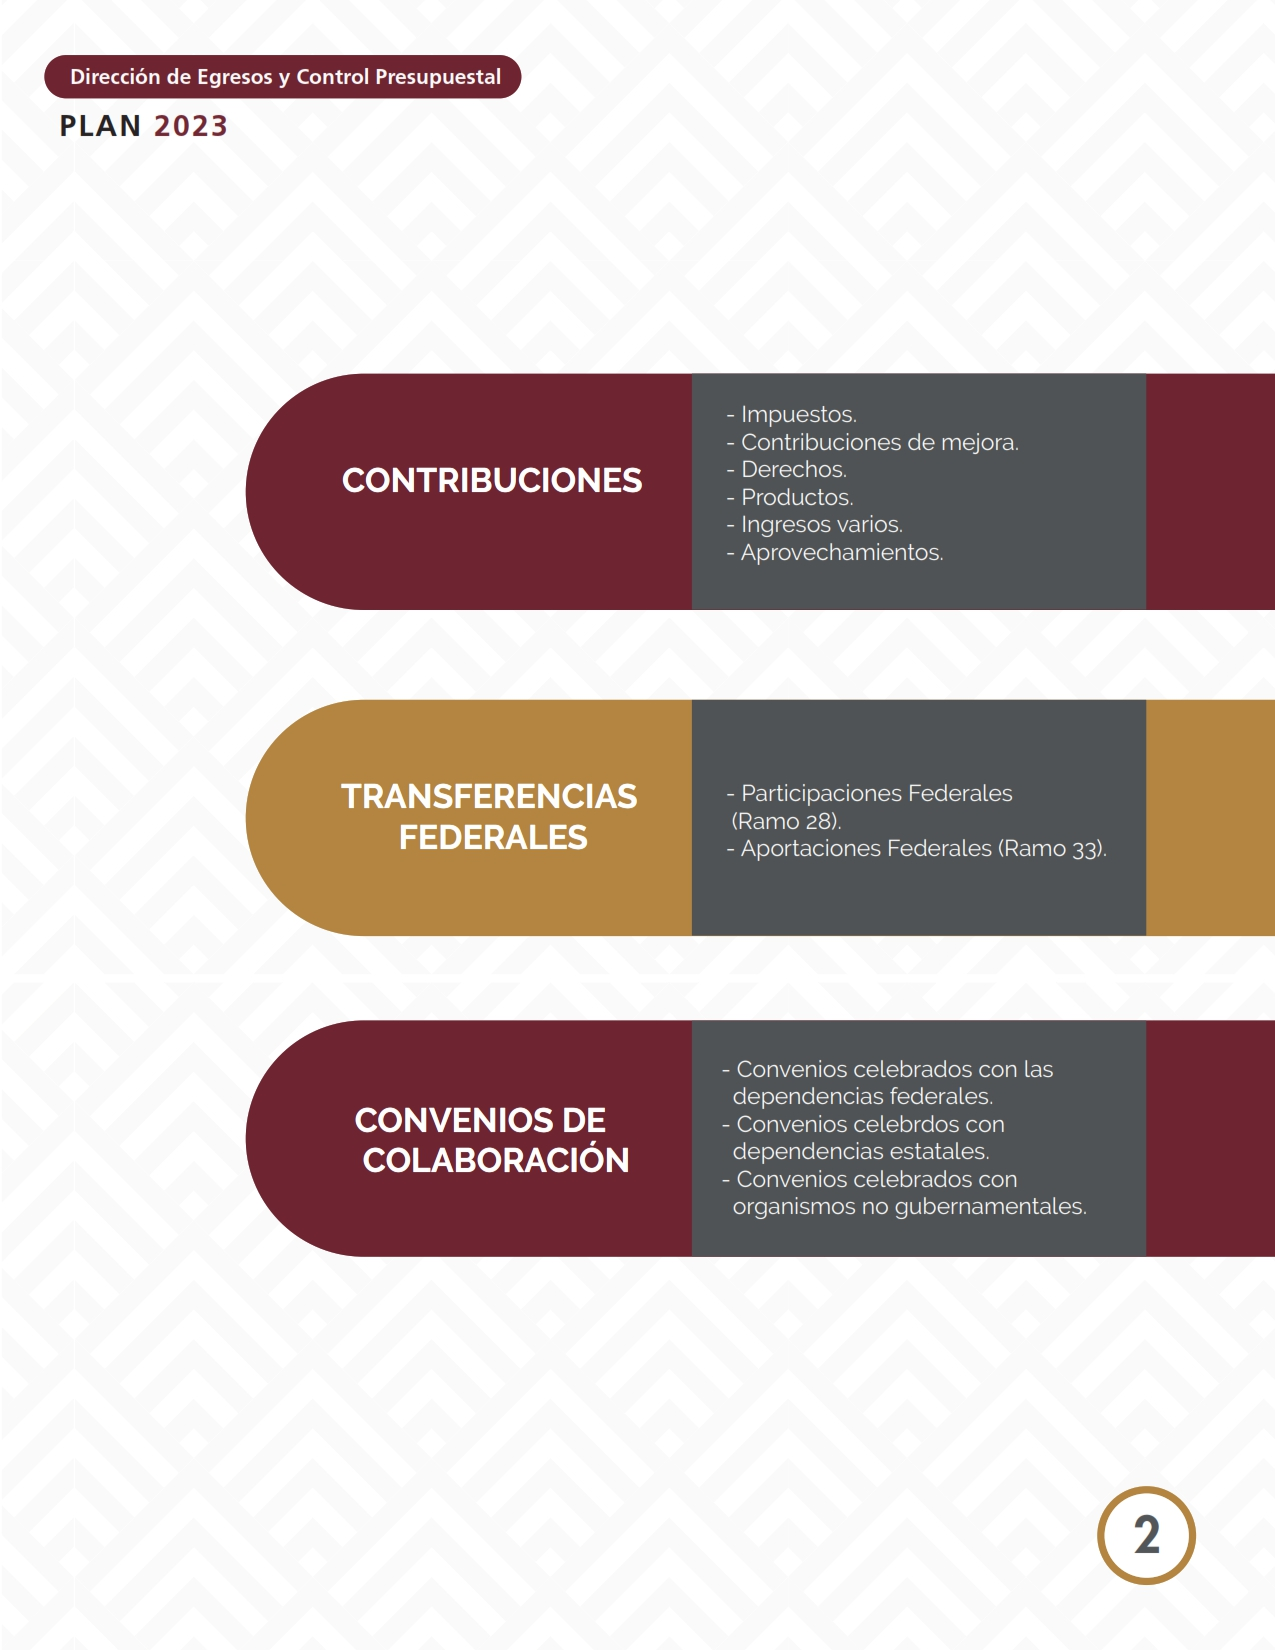 Dirección de Egresos y Control Presupuestal
PLAN 2023
CONTRIBUCIONES
- Impuestos.
- Contribuciones de mejora.
- Derechos.
- Productos.
- Ingresos varios.
- Aprovechamientos.
TRANSFERENCIAS
FEDERALES
- Participaciones Federales
(Ramo 28).
- Aportaciones Federales (Ramo 33).
CONVENIOS DE
COLABORACIÓN
- Convenios celebrados con las
dependencias federales.
- Convenios celebrdos con
dependencias estatales.
- Convenios celebrados con
organismos no gubernamentales.
2